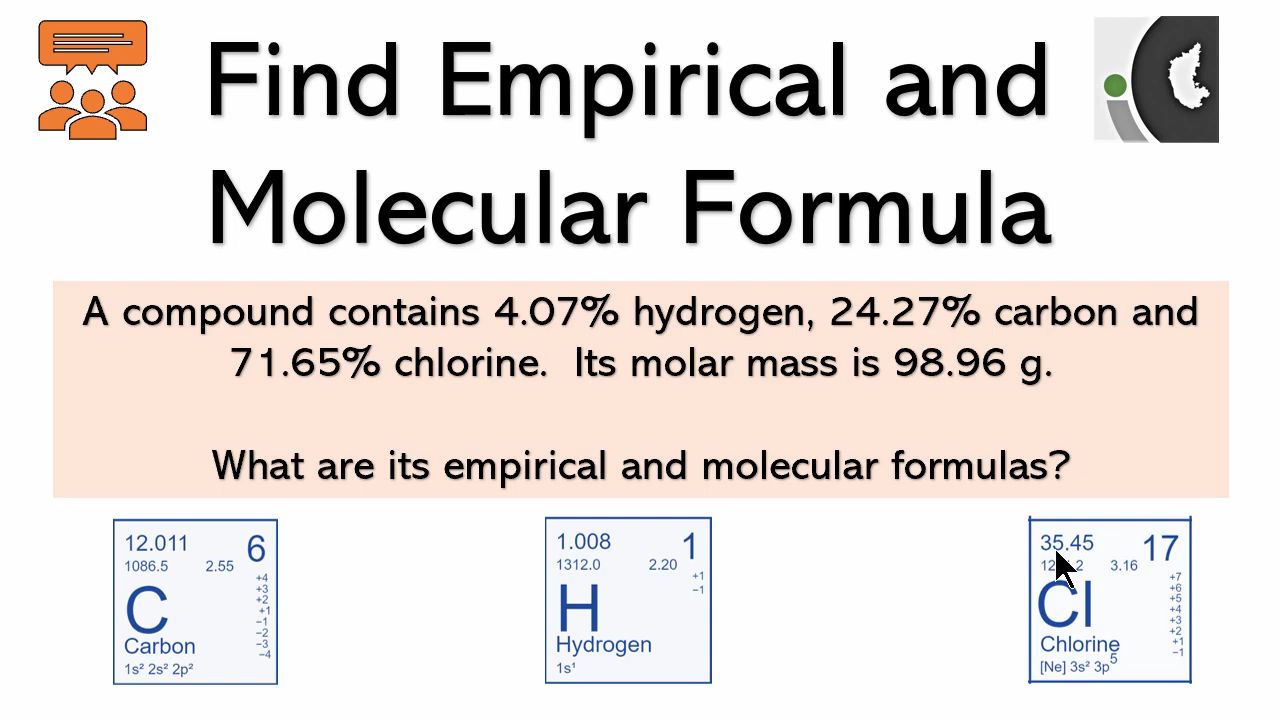 Find Empirical and
Molecular Formula
A compound contains 4.07% hydrogen, 24.27% carbon and
71.65% chlorine. Its molar mass is 98.96 g.
What are its empirical and molecular formulas?
12.011 6
1086.5 2.55
+4
+3
+2
+1
−1
−2
−3
−4
C
Carbon
1s² 2s² 2p²
1.008 1
1312.0 2.20
+1
−1
H
Hydrogen
1s¹
35.45 17
3.16
+7
+6
+5
+4
+3
+2
+1
−1
Cl
Chlorine
[Ne] 3s² 3p⁵